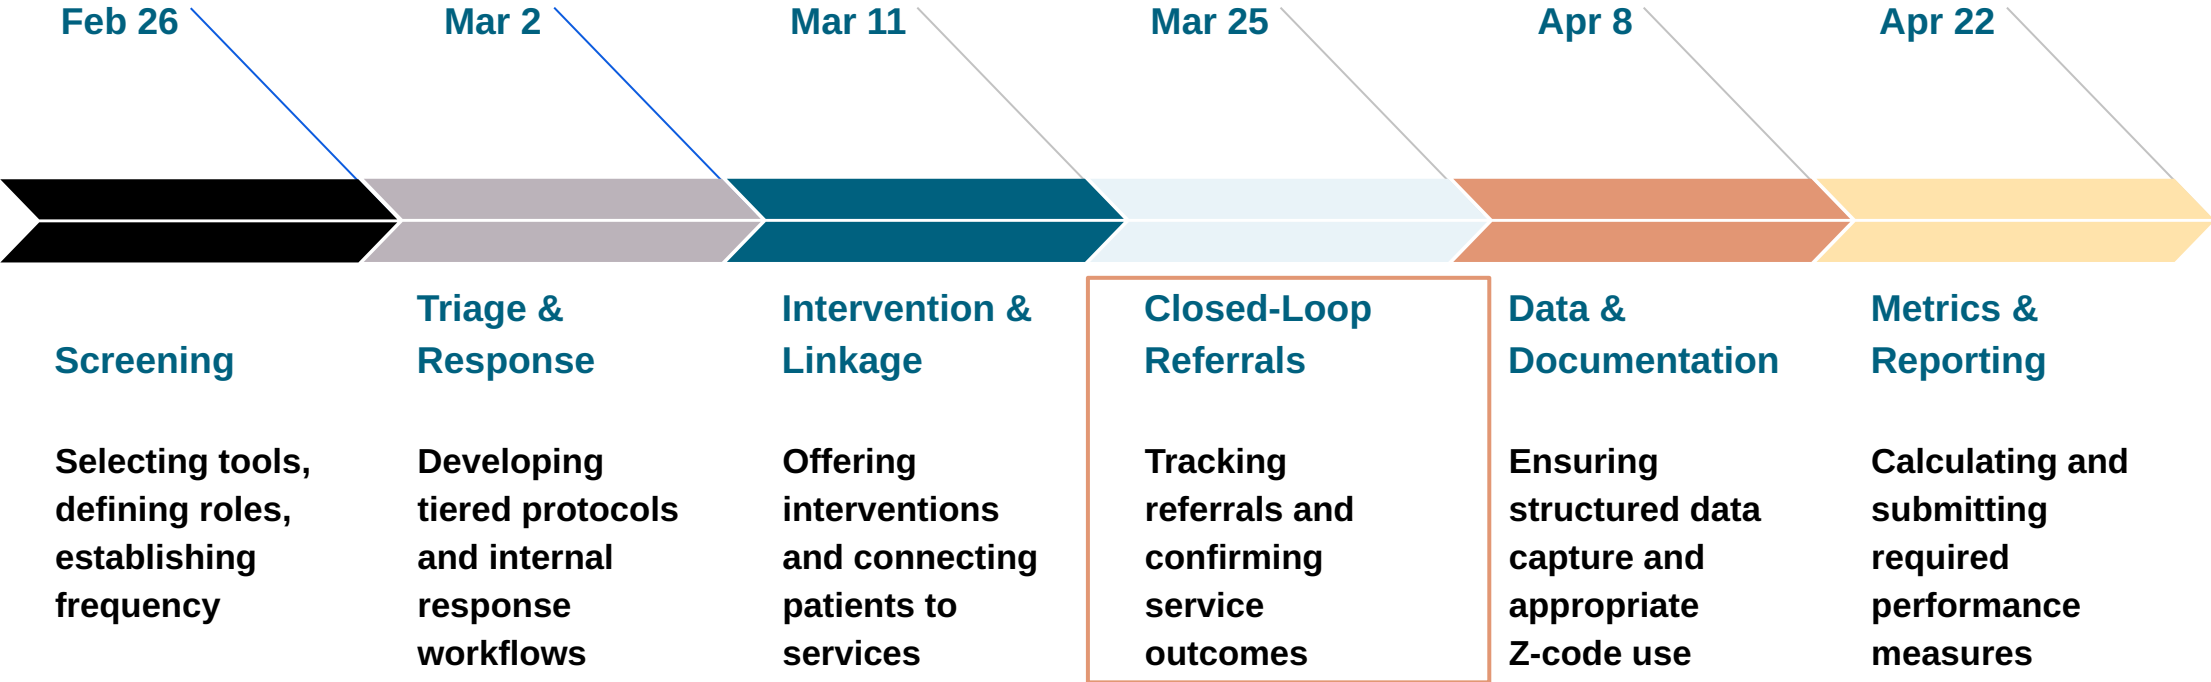 Feb 26
Mar 2
Mar 11
Mar 25
Apr 8
Apr 22
Screening
Selecting tools,
defining roles,
establishing
frequency
Triage &
Response
Developing
tiered protocols
and internal
response
workflows
Intervention &
Linkage
Offering
interventions
and connecting
patients to
services
Closed-Loop
Referrals
Tracking
referrals and
confirming
service
outcomes
Data &
Documentation
Ensuring
structured data
capture and
appropriate
Z-code use
Metrics &
Reporting
Calculating and
submitting
required
performance
measures